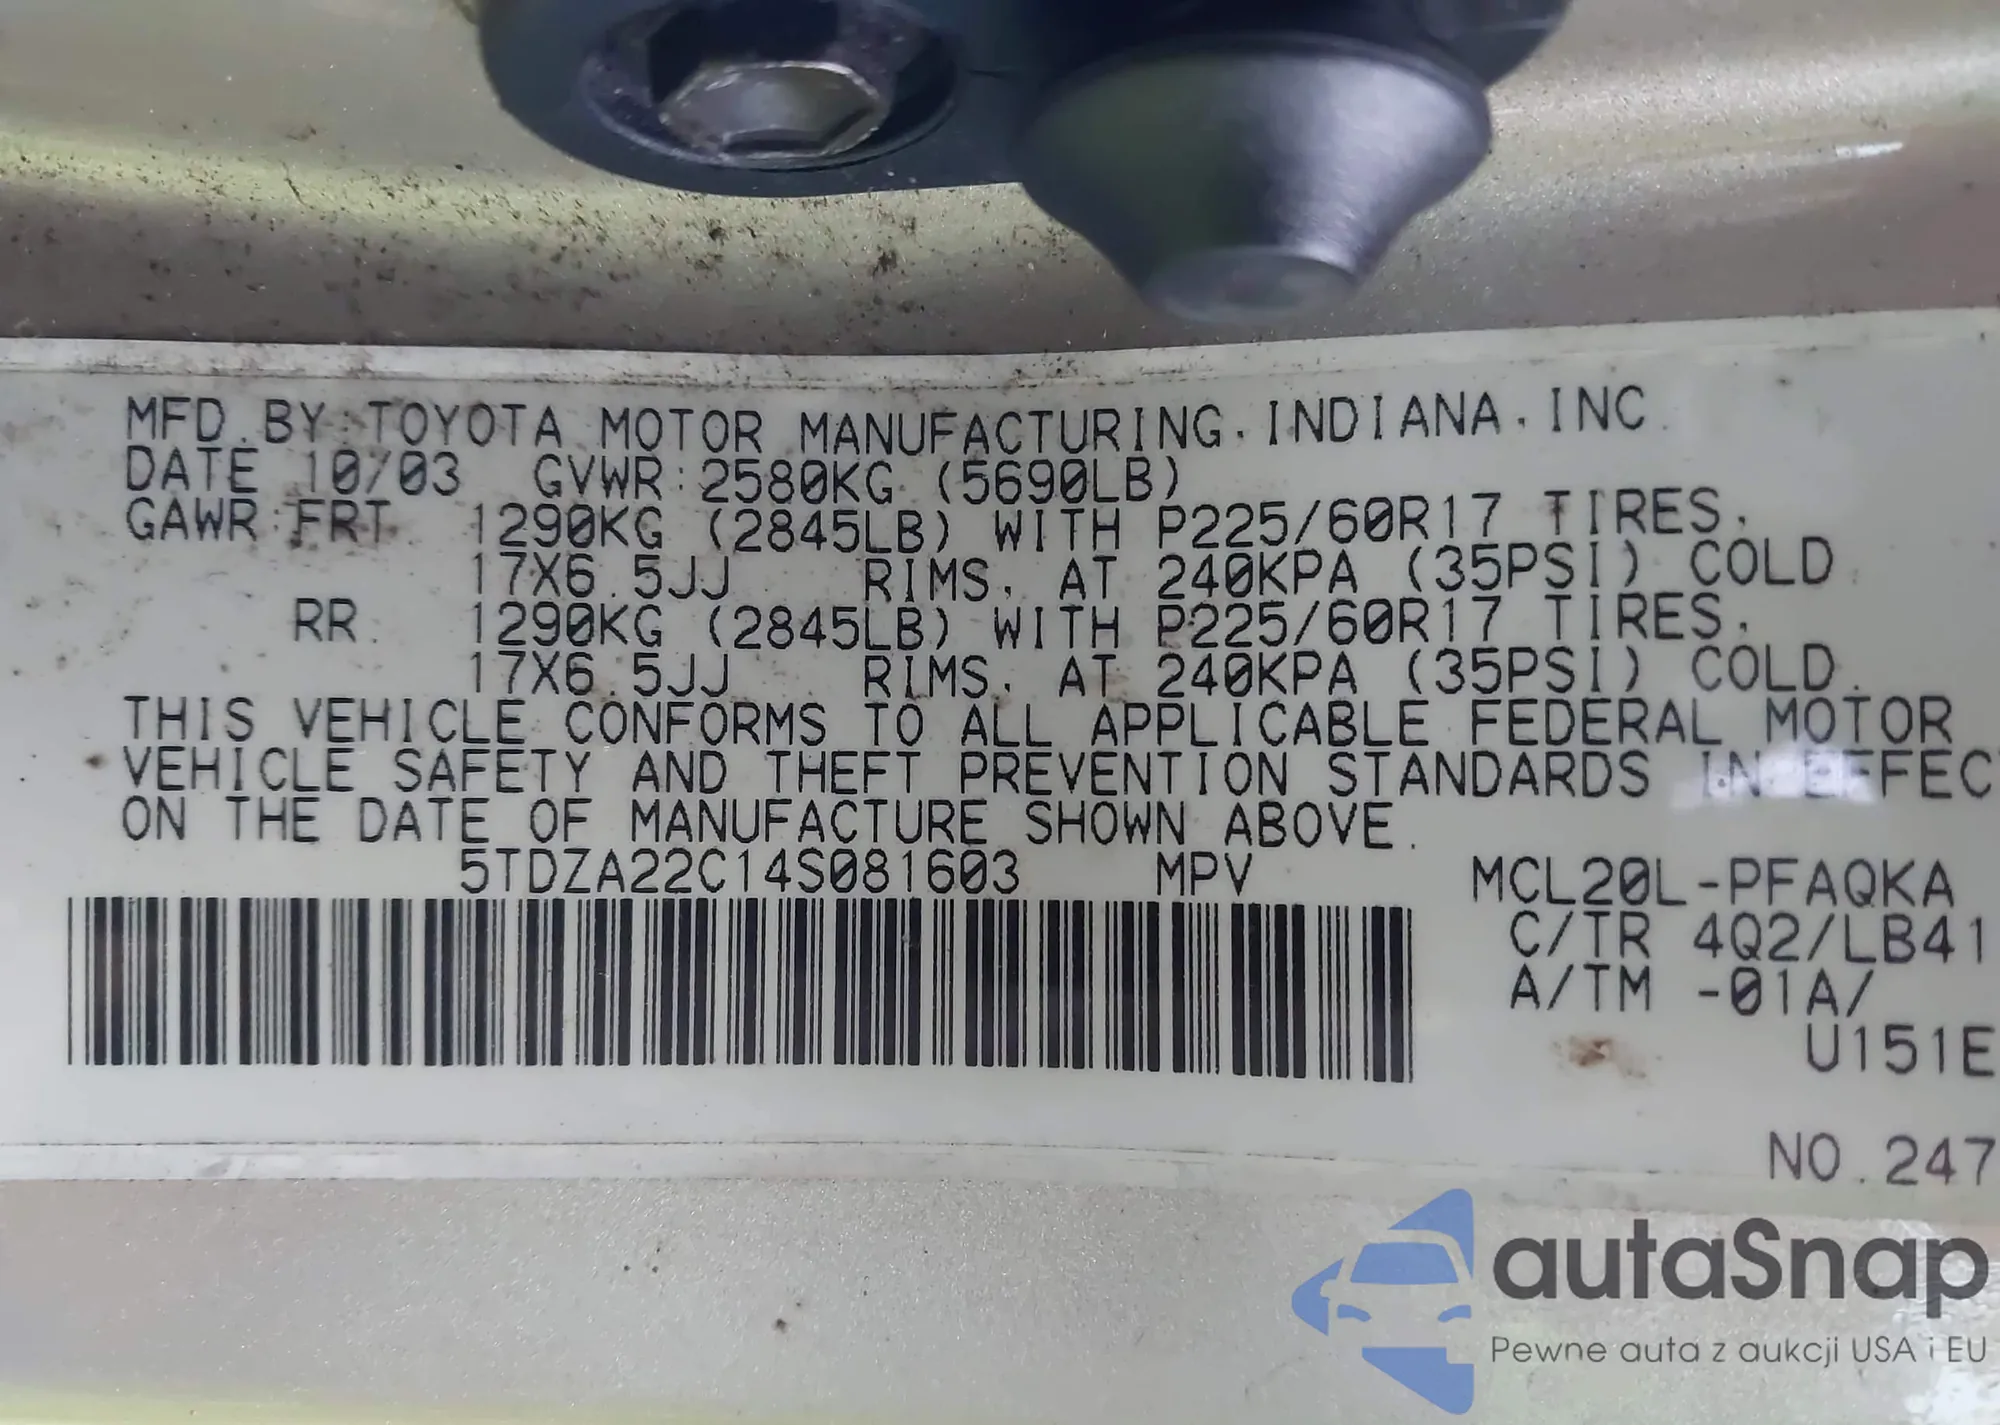 MFD. BY: TOYOTA MOTOR MANUFACTURING, INDIANA, INC.
DATE 10/03 GVWR: 2580KG (5690LB)
GAWR: FRT. 1290KG (2845LB) WITH P225/60R17 TIRES,
17X6.5JJ RIMS, AT 240KPA (35PSI) COLD
RR. 1290KG (2845LB) WITH P225/60R17 TIRES,
17X6.5JJ RIMS, AT 240KPA (35PSI) COLD.
THIS VEHICLE CONFORMS TO ALL APPLICABLE FEDERAL MOTOR
VEHICLE SAFETY AND THEFT PREVENTION STANDARDS IN EFFEC
ON THE DATE OF MANUFACTURE SHOWN ABOVE.
5TDZA22C14S081603 MPV MCL20L-PFAQKA
C/TR 4Q2/LB41
A/TM -01A/
U151E
NO. 247
autaSnap
Pewne auta z aukcji USA i EU